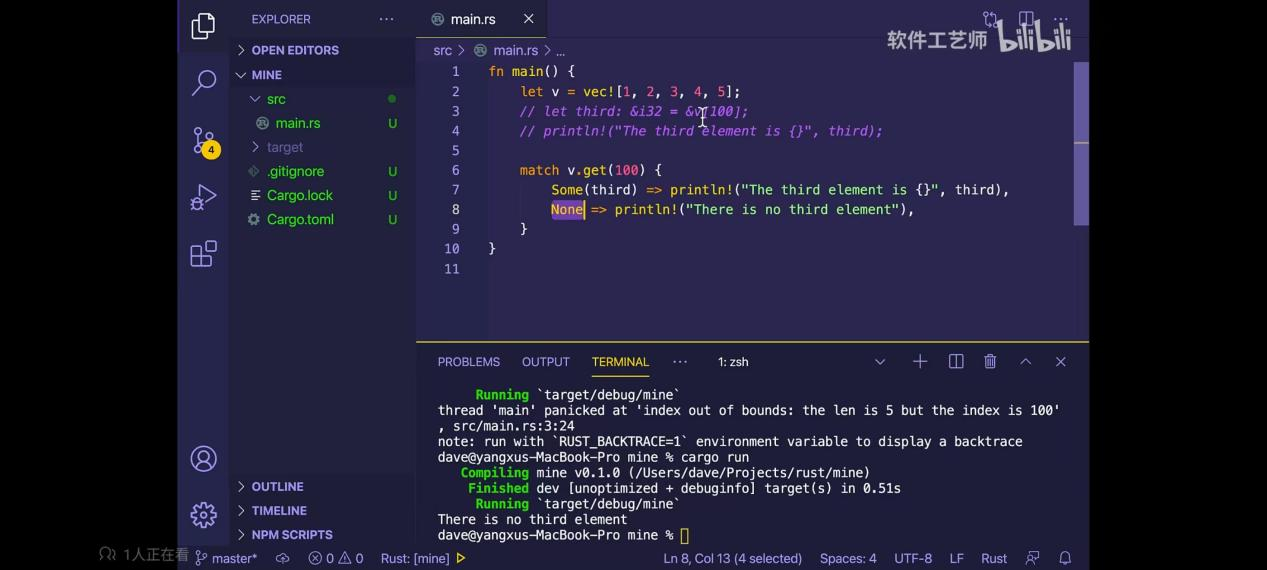 EXPLORER ···
main.rs
软件工艺师 bilibili
OPEN EDITORS
src > main.rs > ...
MINE
src
main.rs U
target
.gitignore U
Cargo.lock U
Cargo.toml U
4
1 fn main() {
2 let v = vec![1, 2, 3, 4, 5];
3 // let third: &i32 = &v[100];
4 // println!("The third element is {}", third);
5
6 match v.get(100) {
7 Some(third) => println!("The third element is {}", third),
8 None => println!("There is no third element"),
9 }
10 }
11
PROBLEMS OUTPUT TERMINAL ··· 1: zsh
Running `target/debug/mine`
thread 'main' panicked at 'index out of bounds: the len is 5 but the index is 100'
, src/main.rs:3:24
note: run with `RUST_BACKTRACE=1` environment variable to display a backtrace
dave@yangxus-MacBook-Pro mine % cargo run
Compiling mine v0.1.0 (/Users/dave/Projects/rust/mine)
Finished dev [unoptimized + debuginfo] target(s) in 0.51s
Running `target/debug/mine`
There is no third element
dave@yangxus-MacBook-Pro mine %
OUTLINE
TIMELINE
NPM SCRIPTS
1人正在看
master* 0 0 Rust: [mine] Ln 8, Col 13 (4 selected) Spaces: 4 UTF-8 LF Rust